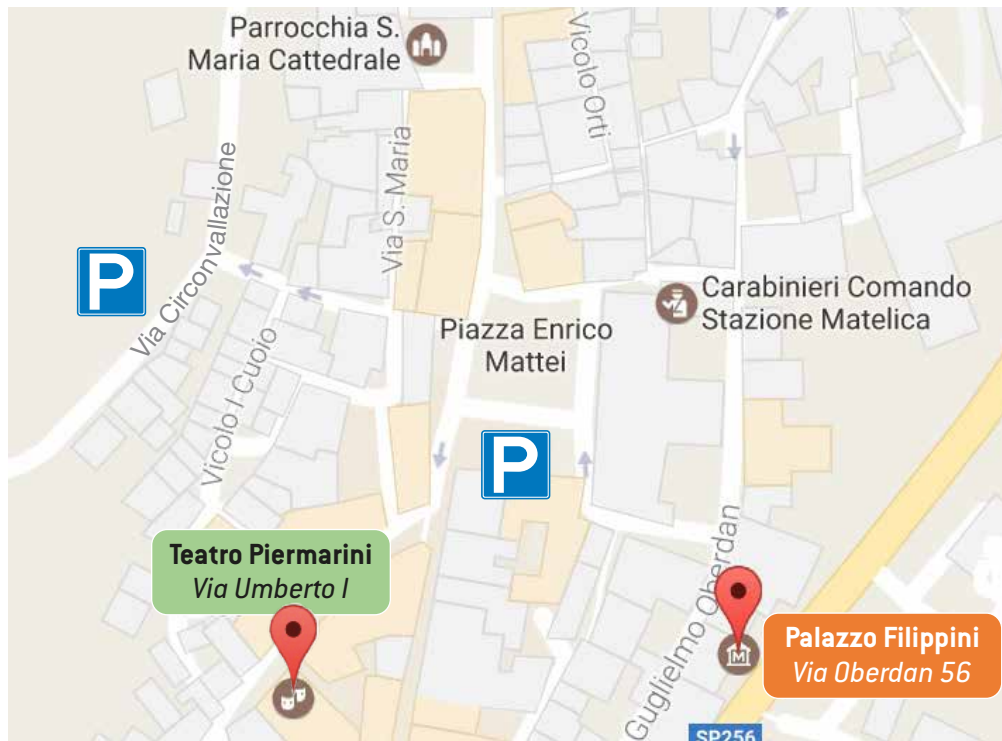 Parrocchia S.
Maria Cattedrale
Vicolo Orti
Via S. Maria
Via Circonvallazione
P
Carabinieri Comando
Stazione Matelica
Piazza Enrico
Mattei
Vicolo I Cuoio
P
Guglielmo Oberdan
Teatro Piermarini
Via Umberto I
Palazzo Filippini
Via Oberdan 56
M
SP256